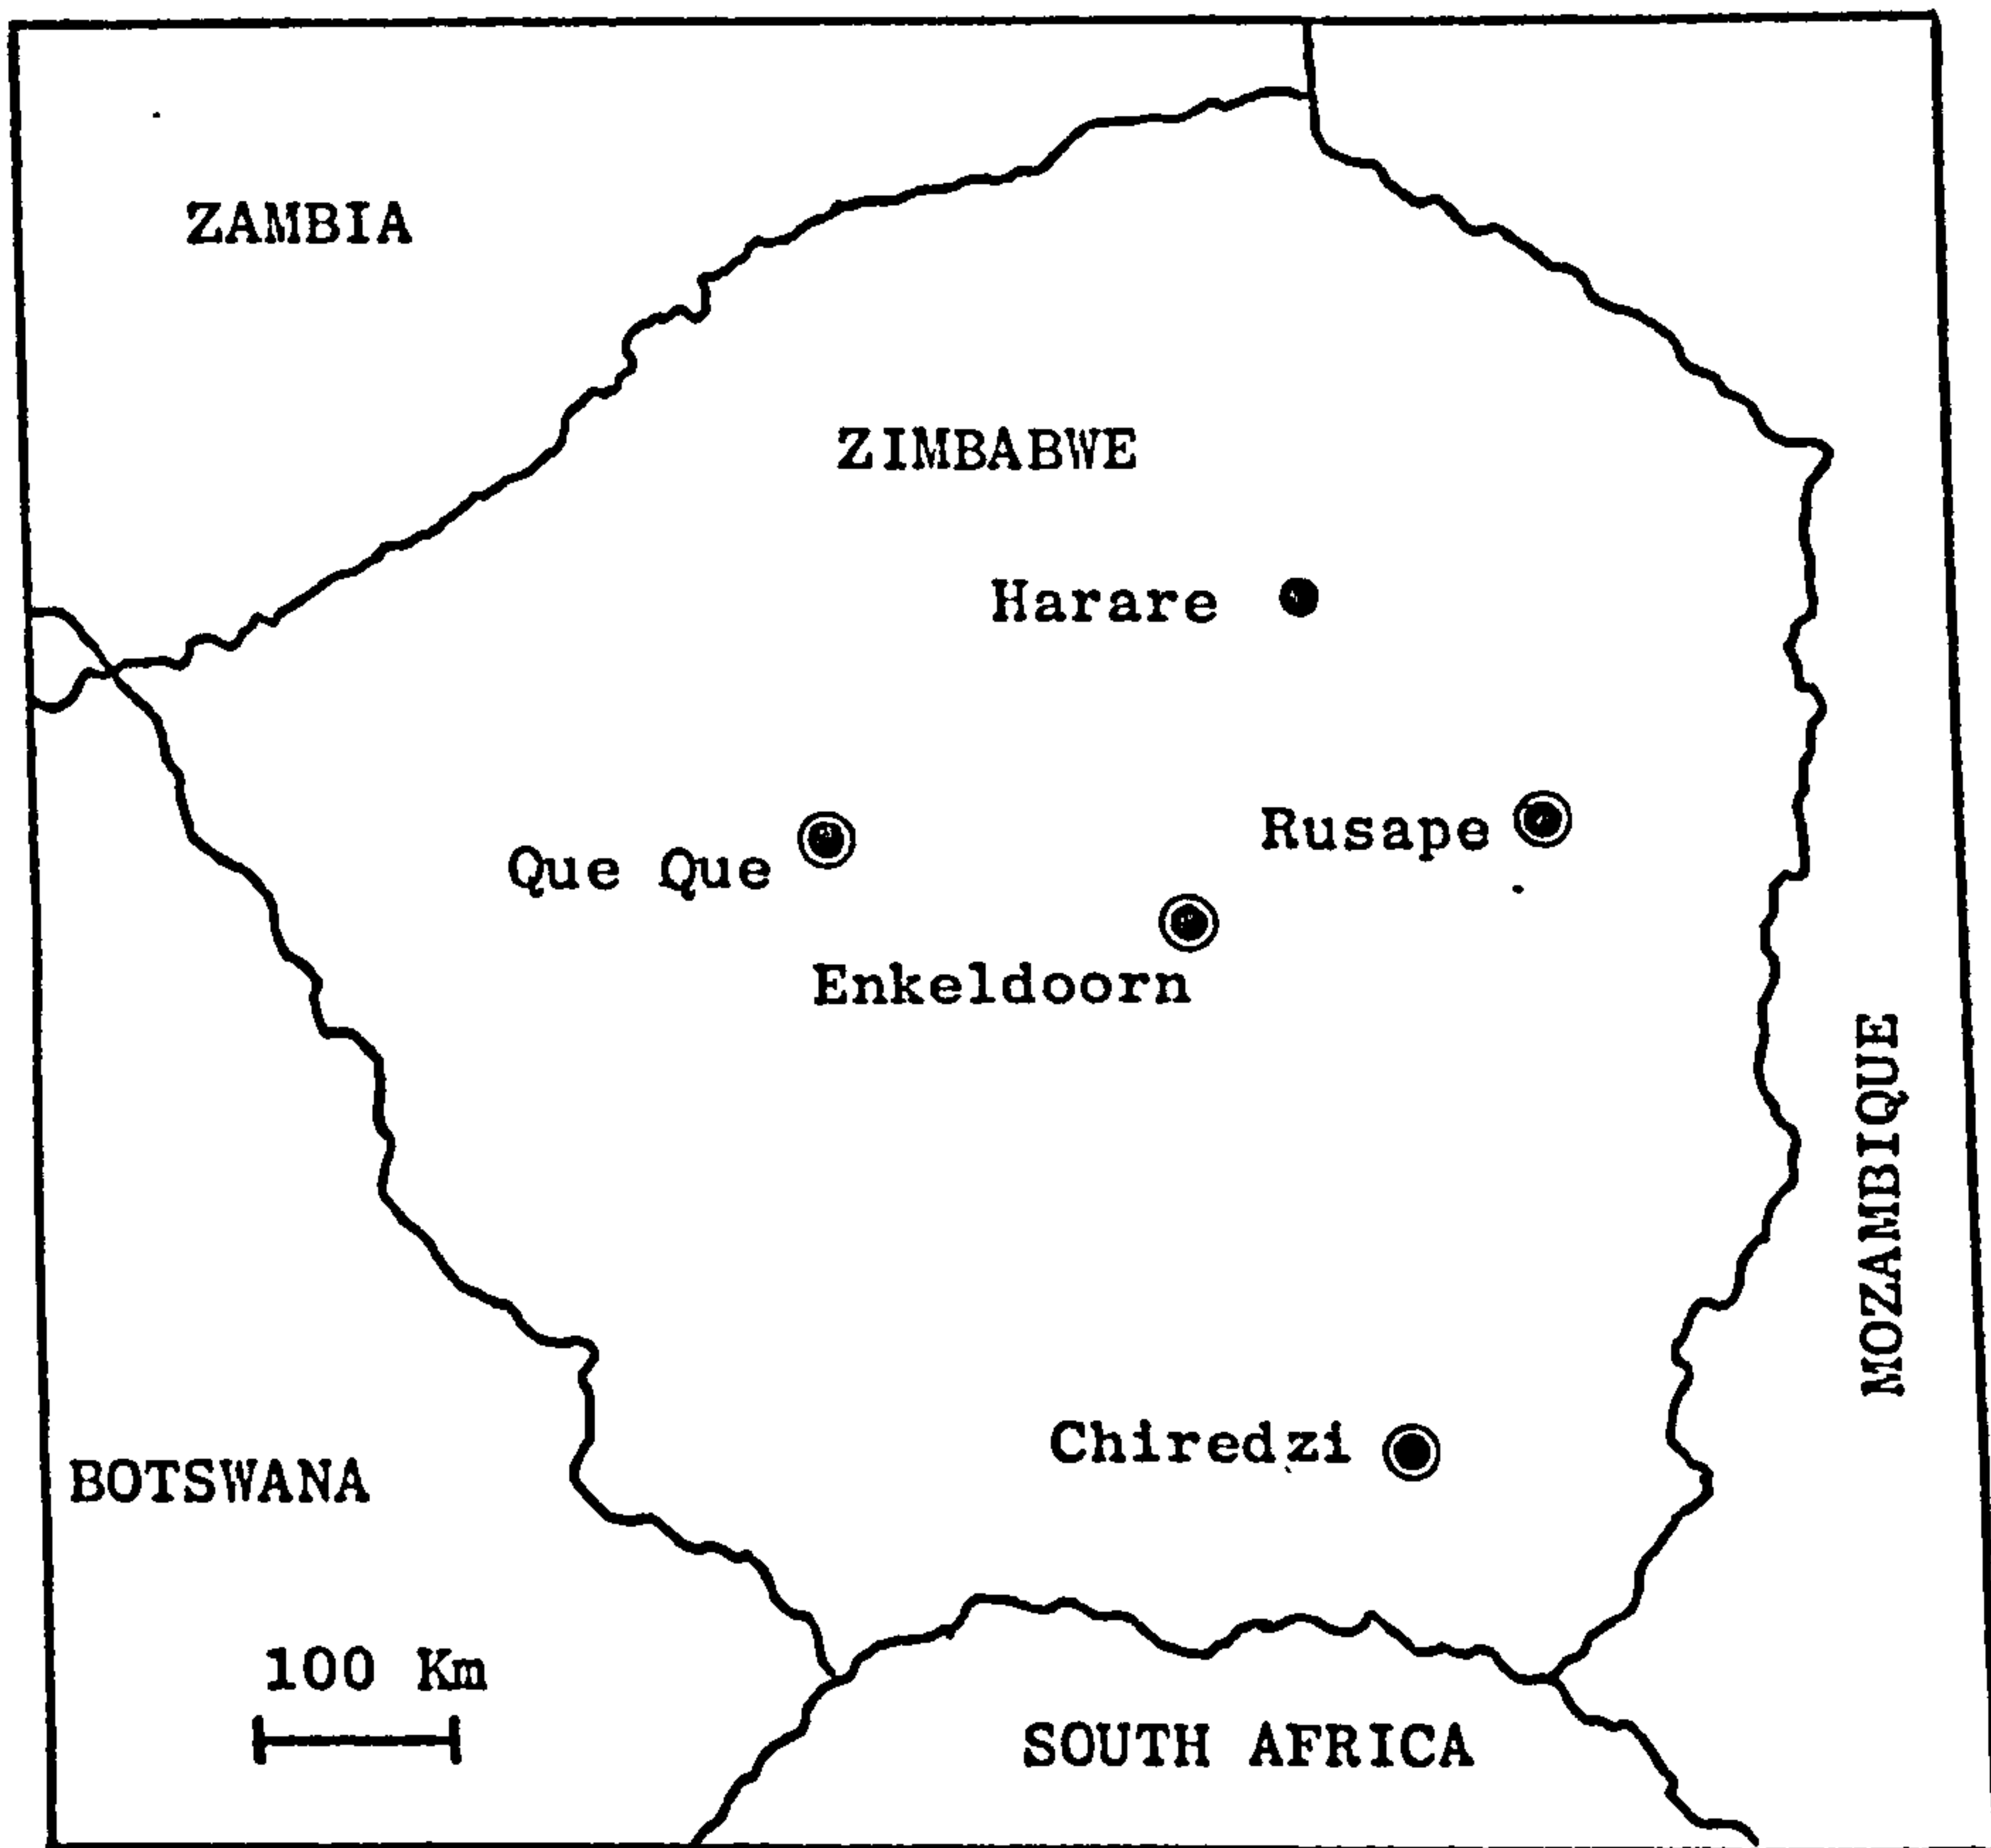 ZAMBIA
ZIMBABWE
Harare
Rusape
Que Que
Enkeldoorn
MOZAMBIQUE
Chiredzi
BOTSWANA
100 Km
SOUTH AFRICA